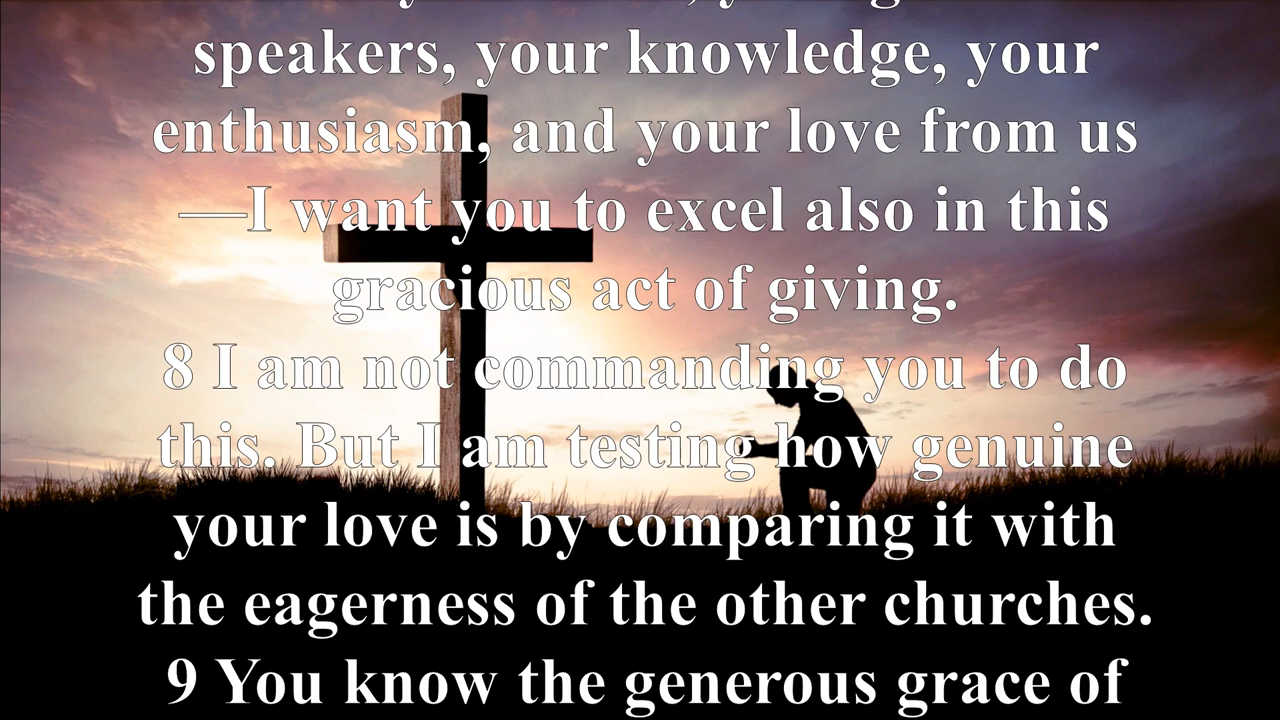 speakers, your knowledge, your
enthusiasm, and your love from us
—I want you to excel also in this
gracious act of giving.
8 I am not commanding you to do
this. But I am testing how genuine
your love is by comparing it with
the eagerness of the other churches.
9 You know the generous grace of